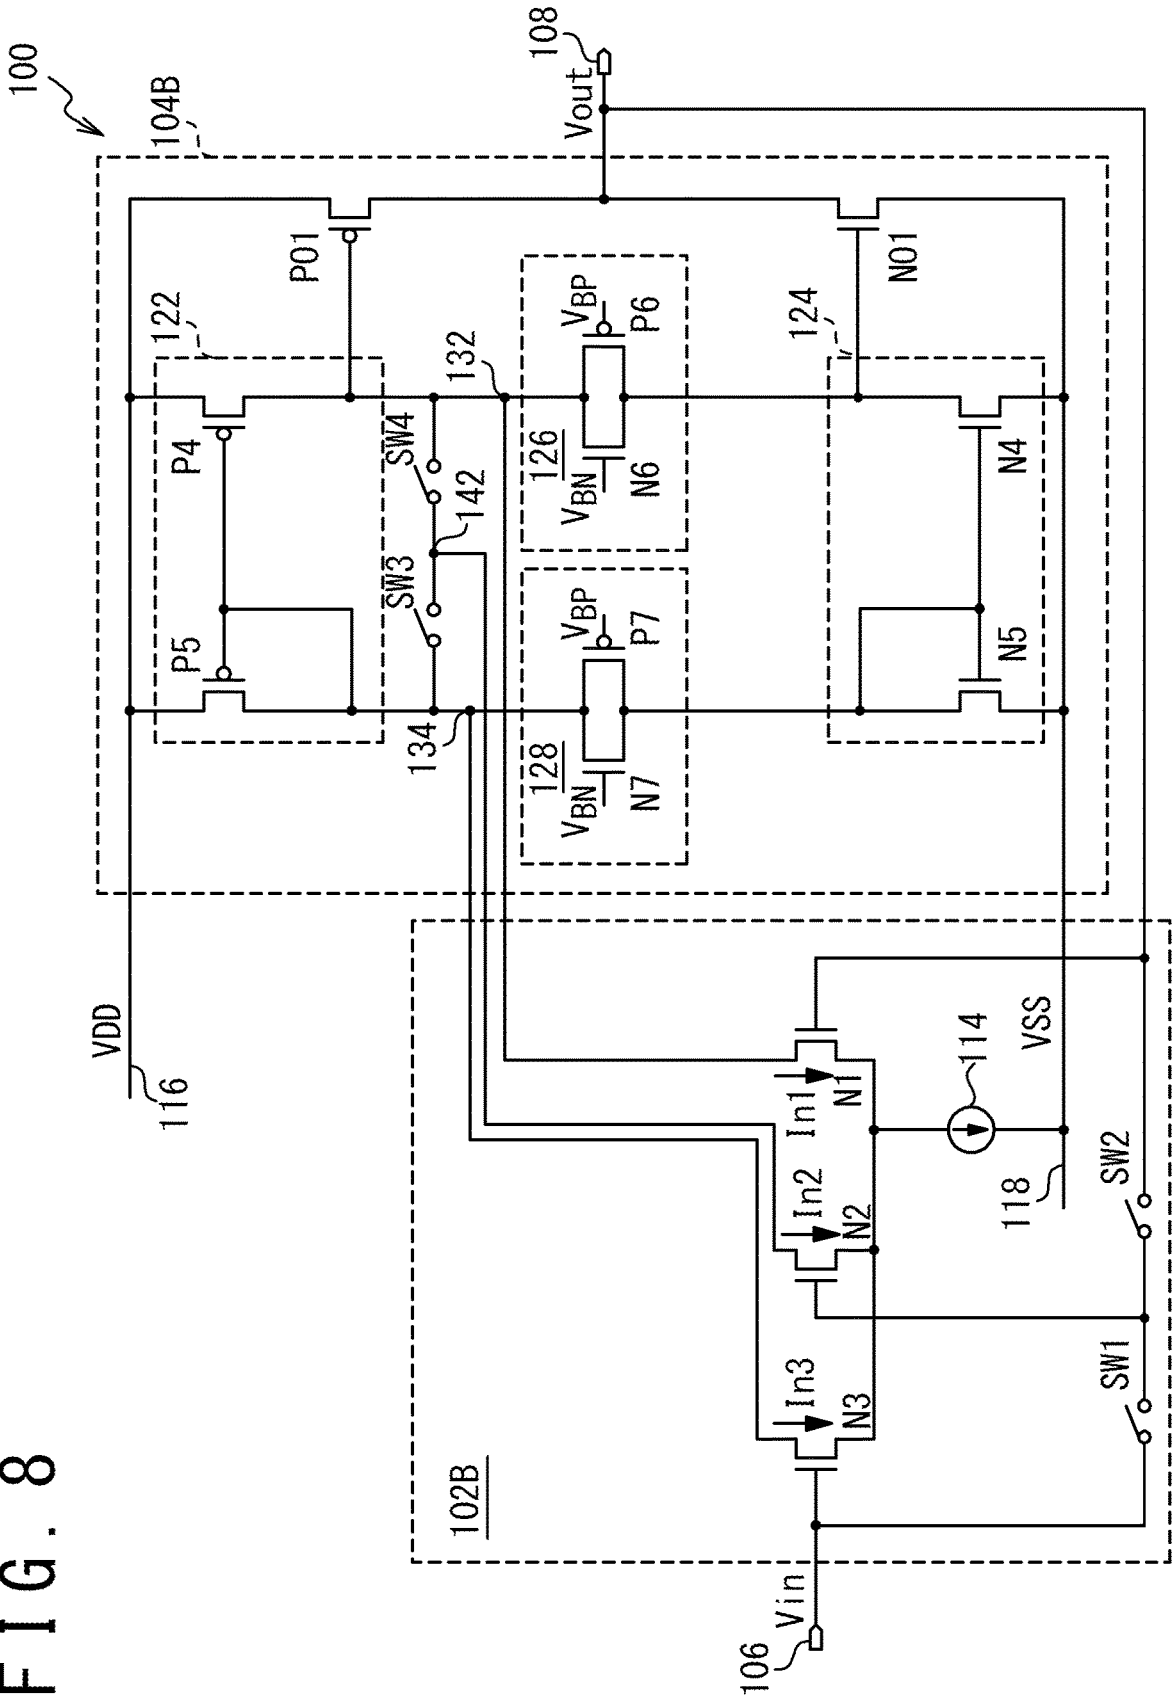 FIG. 8
100
104B
VDD
116
122
P5
P4
PO1
134
SW3
142
SW4
132
Vout
108
128
VBN
VBP
N7
P7
126
VBN
VBP
N6
P6
124
N5
N4
NO1
102B
106
Vin
In3
N3
In2
N2
In1
N1
114
VSS
118
SW1
SW2